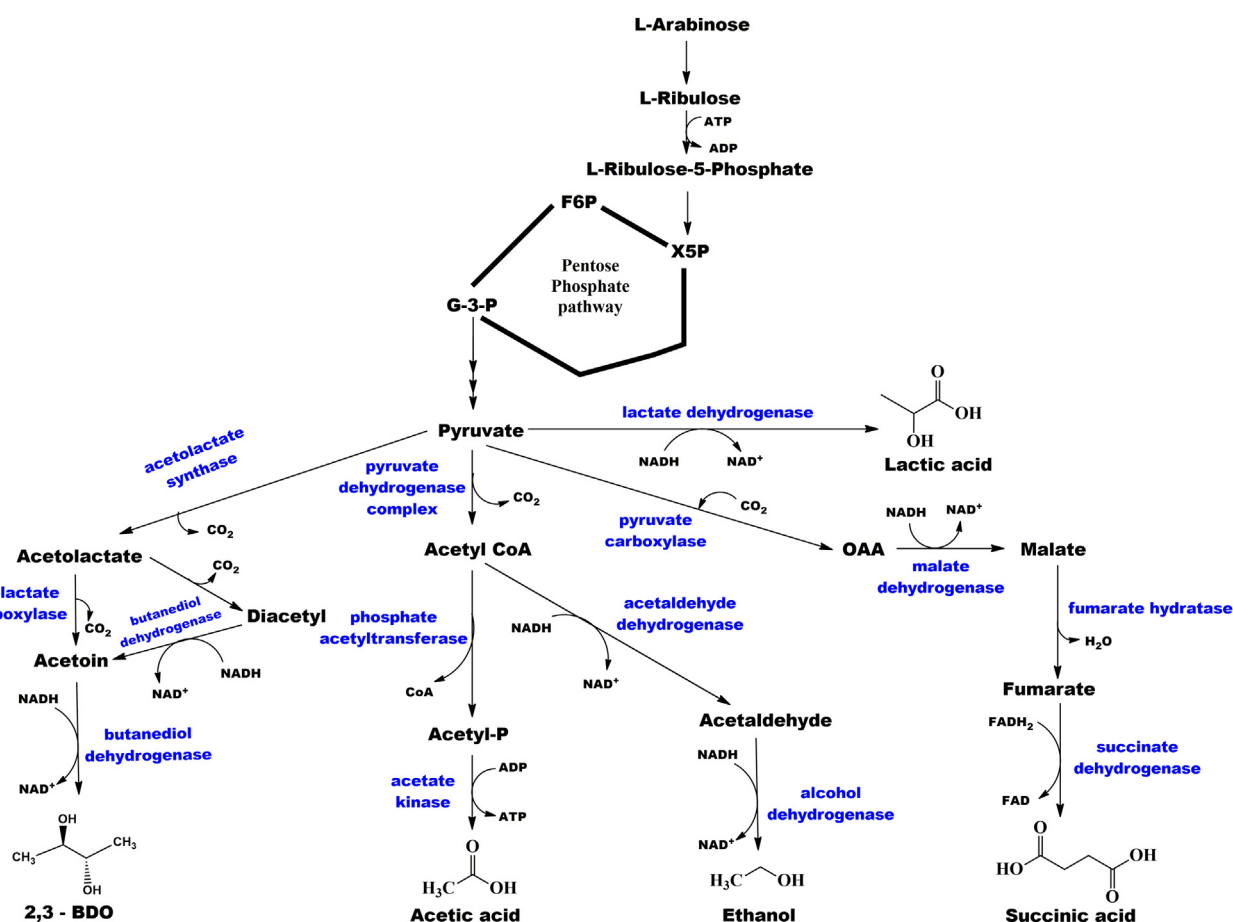 L-Arabinose
L-Ribulose
ATP
ADP
L-Ribulose-5-Phosphate
F6P
X5P
Pentose
Phosphate
pathway
G-3-P
Pyruvate
lactate dehydrogenase
NADH
NAD⁺
O
OH
OH
Lactic acid
acetolactate
synthase
CO₂
pyruvate
dehydrogenase
complex
CO₂
pyruvate
carboxylase
CO₂
Acetolactate
Acetyl CoA
OAA
NADH
NAD⁺
malate
dehydrogenase
Malate
lactate
boxylase
CO₂
CO₂
butanediol
dehydrogenase
Diacetyl
NADH
NAD⁺
Acetoin
phosphate
acetyltransferase
CoA
acetaldehyde
dehydrogenase
NADH
NAD⁺
fumarate hydratase
H₂O
Fumarate
NADH
butanediol
dehydrogenase
NAD⁺
Acetyl-P
Acetaldehyde
FADH₂
succinate
dehydrogenase
FAD
acetate
kinase
ADP
ATP
NADH
alcohol
dehydrogenase
NAD⁺
OH
CH₃
CH₃
OH
2,3 - BDO
O
H₃C
OH
Acetic acid
H₃C
OH
Ethanol
O
HO
OH
O
Succinic acid